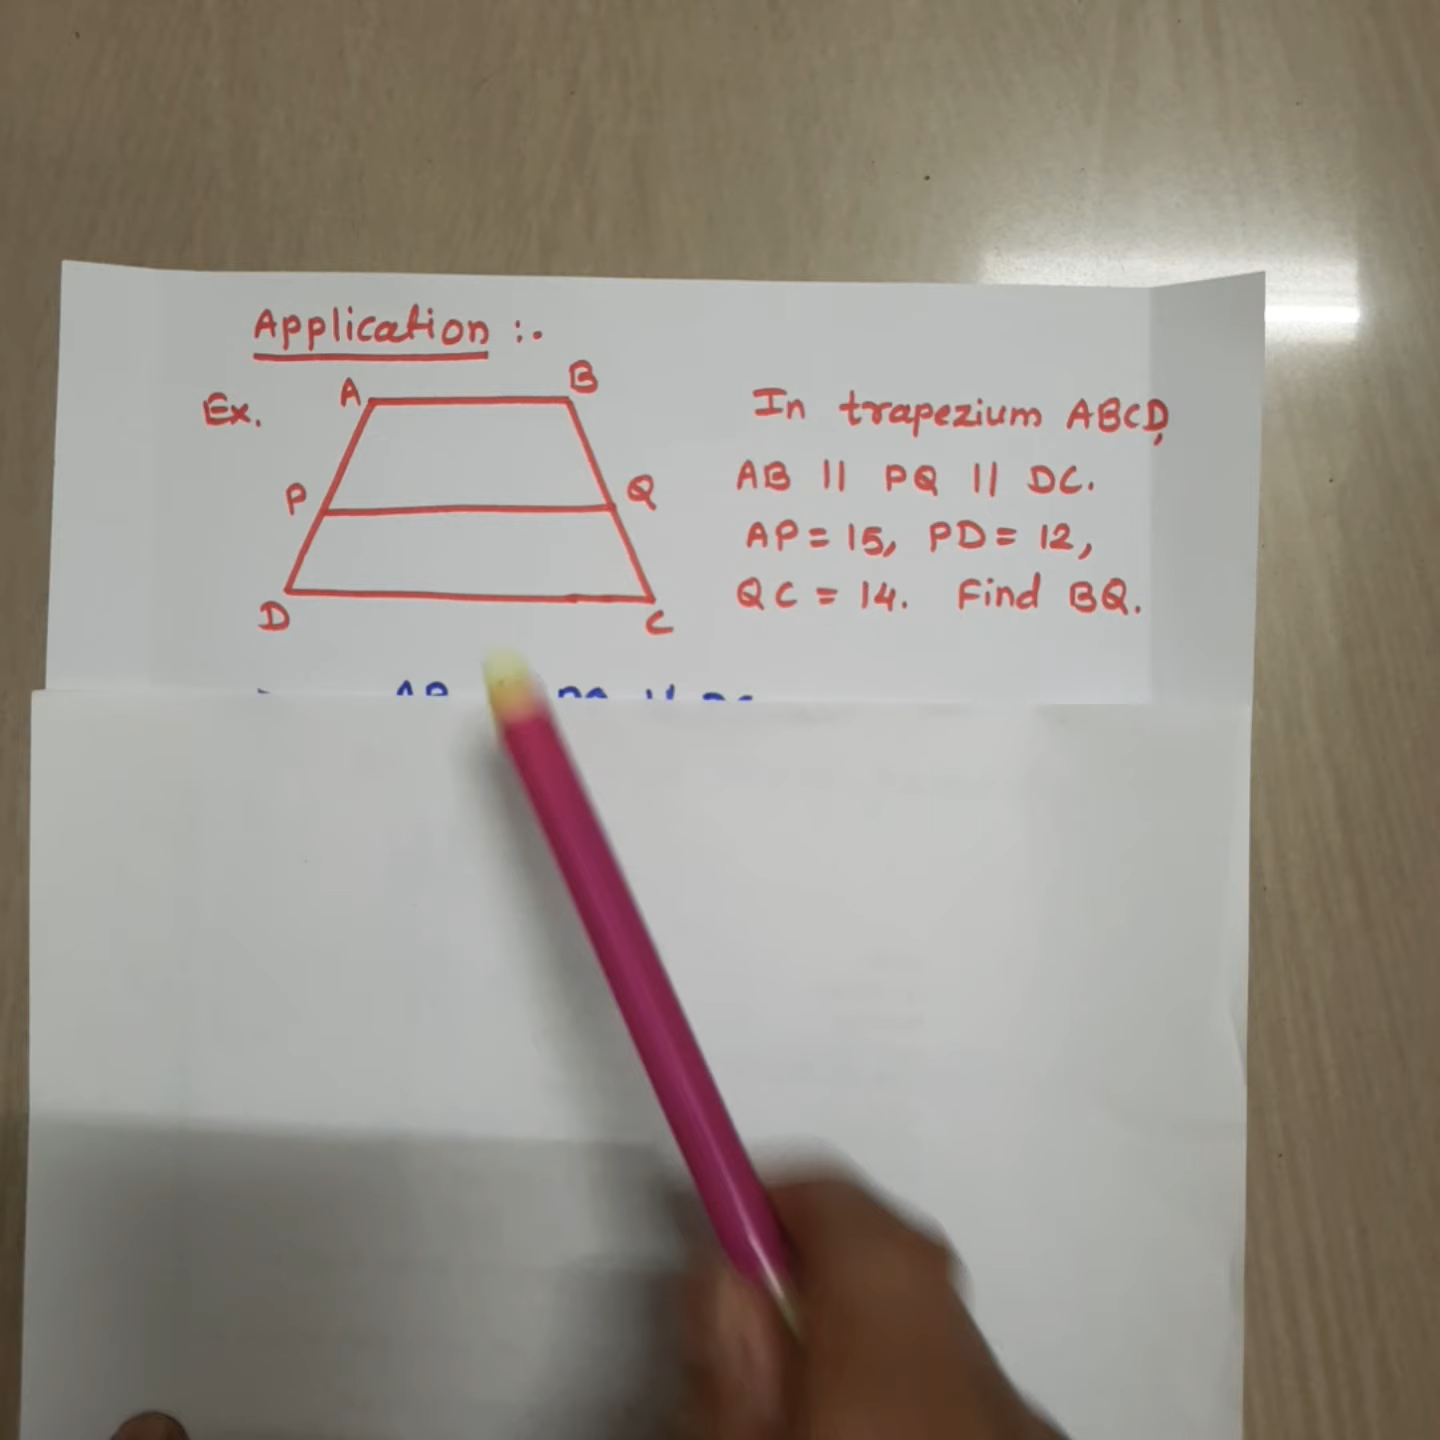 Application :.
Ex.
A
B
P
Q
D
C
In trapezium ABCD,
AB || PQ || DC.
AP = 15, PD = 12,
QC = 14. Find BQ.